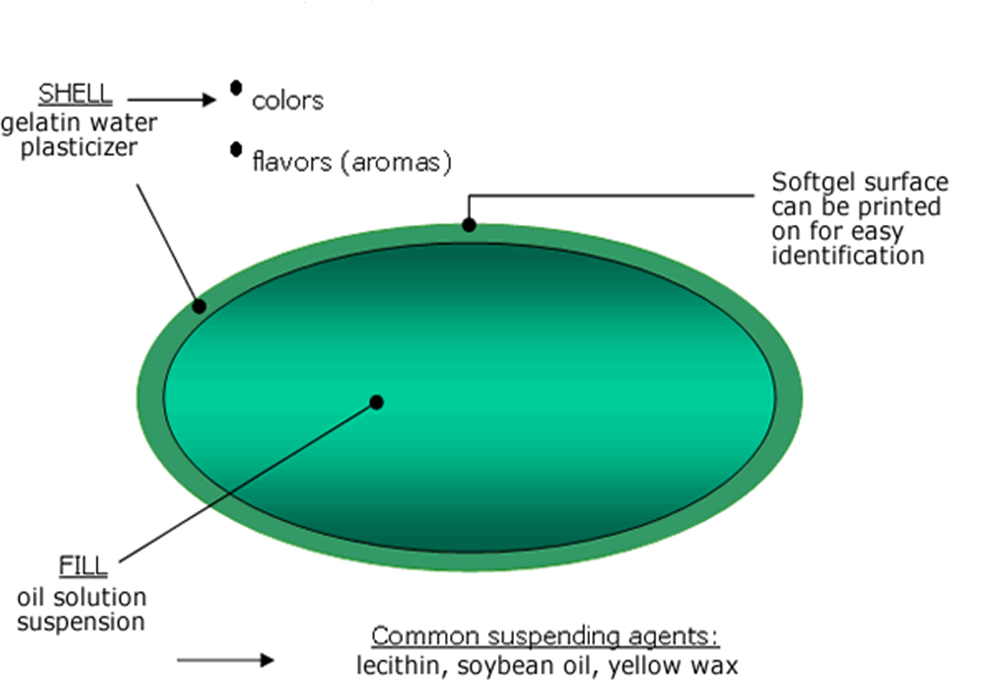 SHELL
gelatin water
plasticizer
colors
flavors (aromas)
Softgel surface
can be printed
on for easy
identification
FILL
oil solution
suspension
Common suspending agents:
lecithin, soybean oil, yellow wax